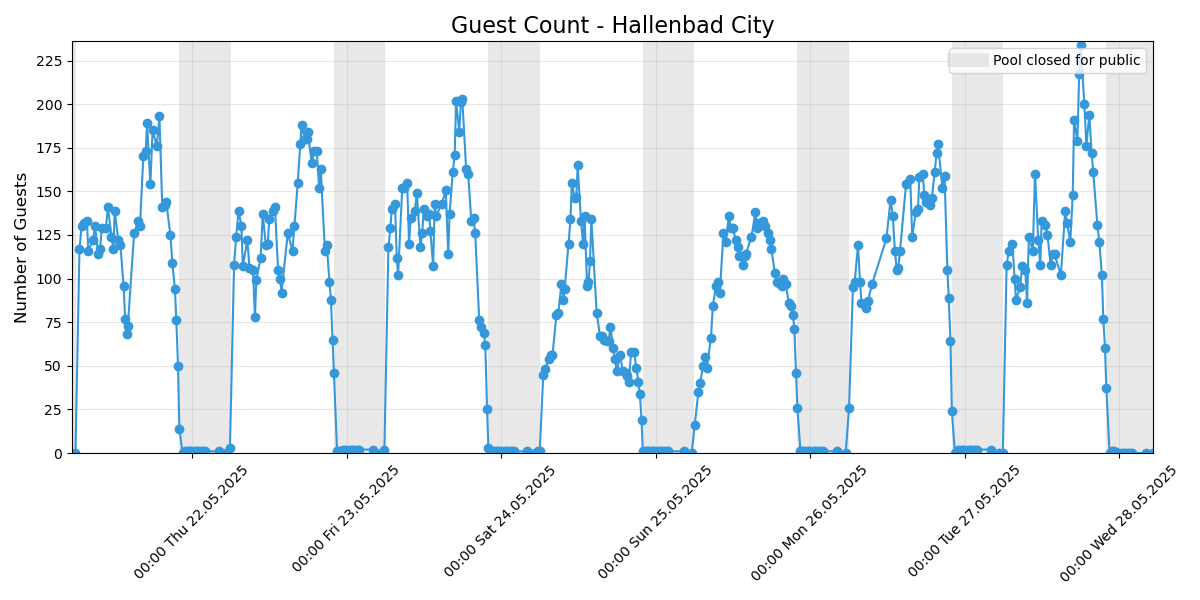 Guest Count - Hallenbad City
Pool closed for public
Number of Guests
225
200
175
150
125
100
75
50
25
0
00:00 Thu 22.05.2025
00:00 Fri 23.05.2025
00:00 Sat 24.05.2025
00:00 Sun 25.05.2025
00:00 Mon 26.05.2025
00:00 Tue 27.05.2025
00:00 Wed 28.05.2025